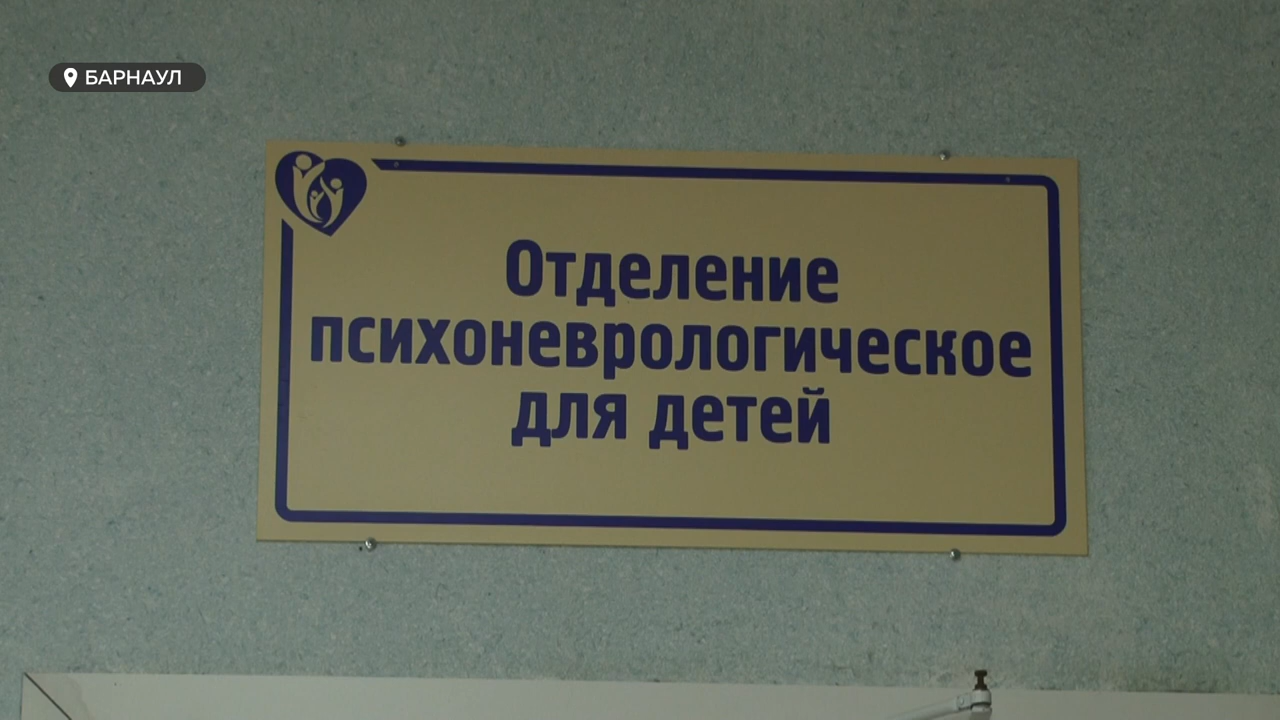 БАРНАУЛ
Отделение
психоневрологическое
для детей